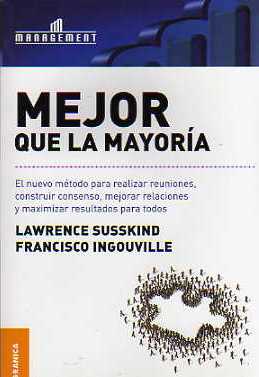 MANAGEMENT
MEJOR
QUE LA MAYORÍA
El nuevo método para realizar reuniones,
construir consenso, mejorar relaciones
y maximizar resultados para todos
LAWRENCE SUSSKIND
FRANCISCO INGOUVILLE
GRANICA